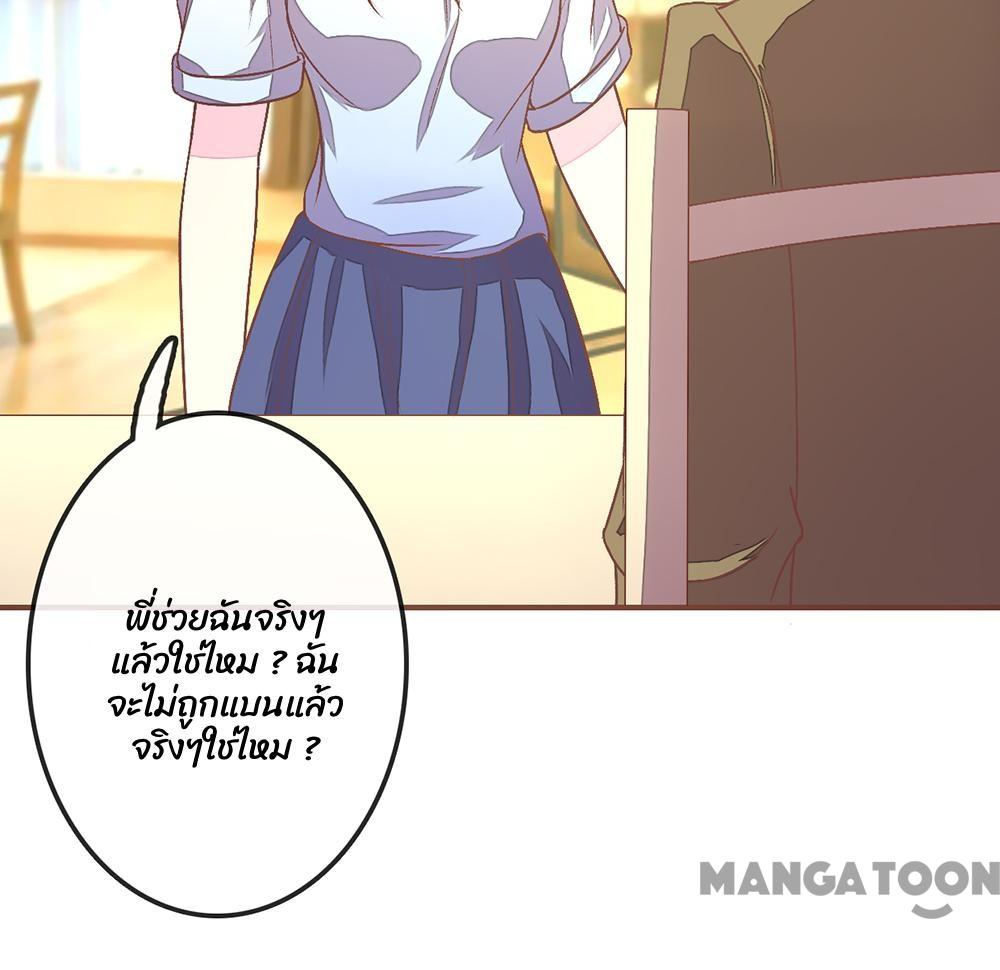 พี่ช่วยฉันจริงๆ
แล้วใช่ไหม ? ฉัน
จะไม่ถูกแบนแล้ว
จริงๆใช่ไหม ?
MANGATOON